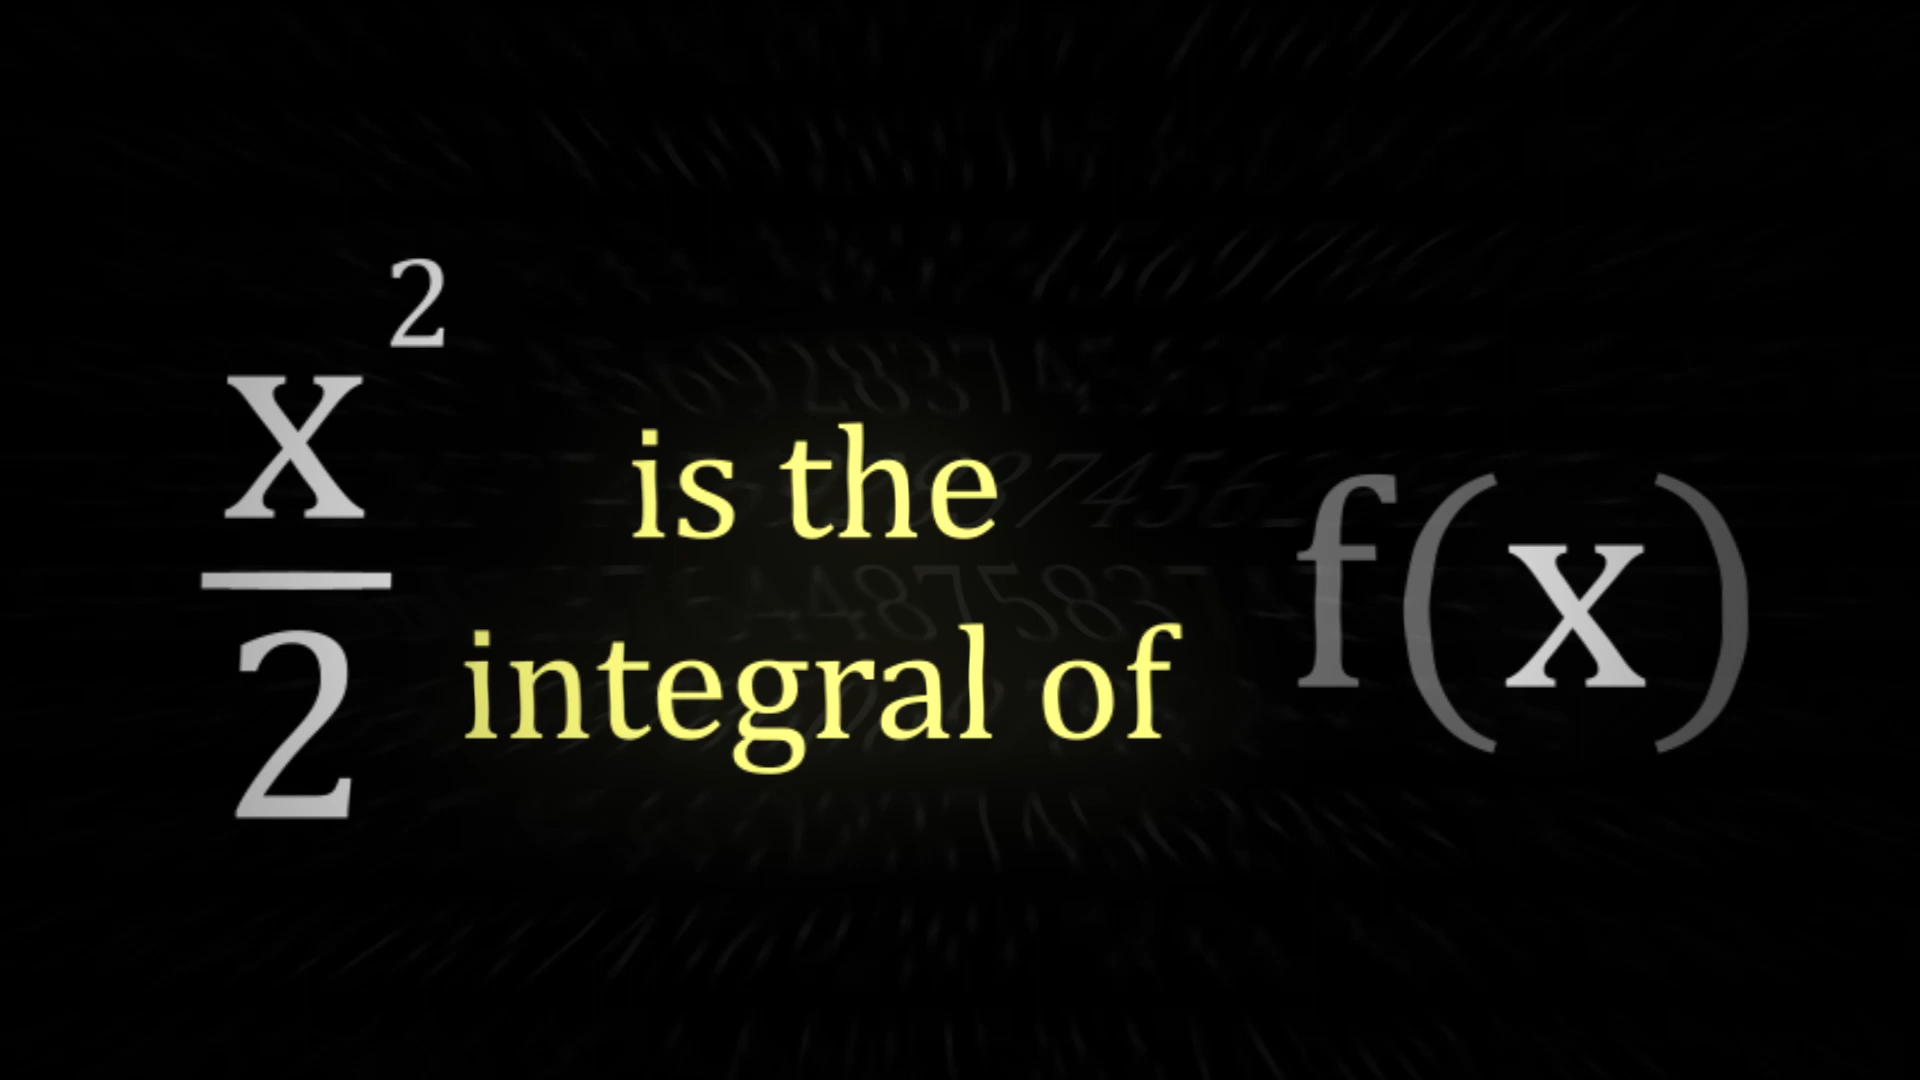 x²
2
is the
integral of
f(x)